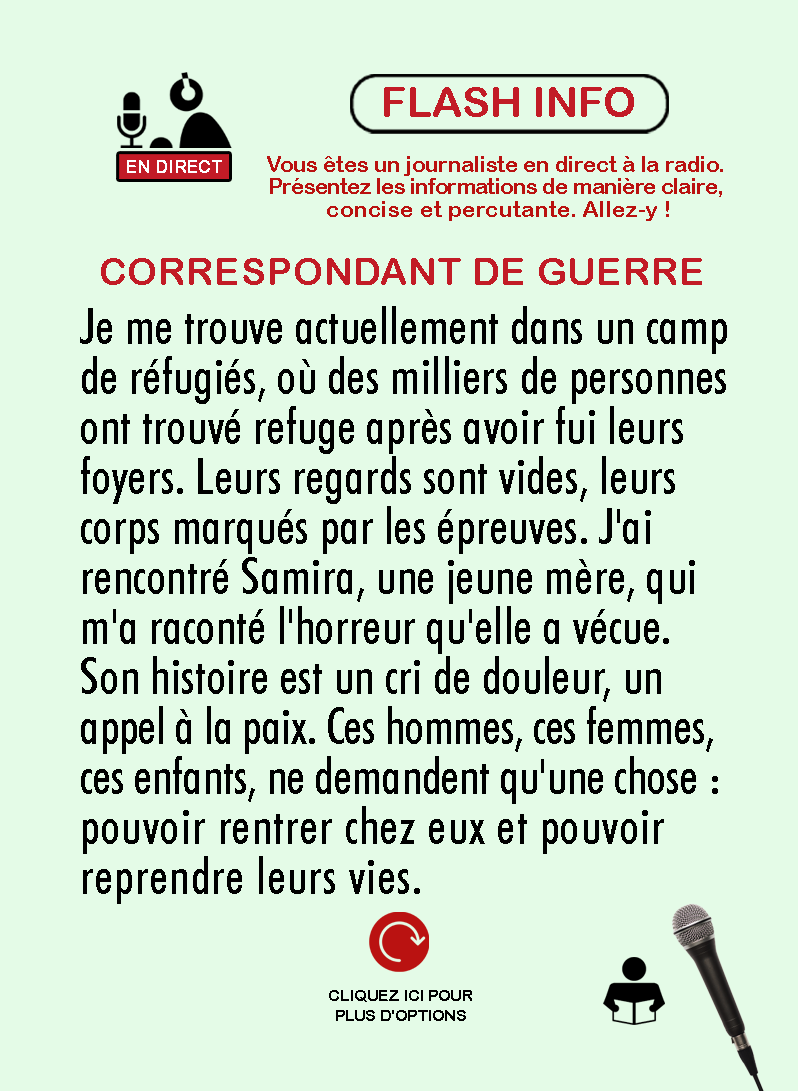 FLASH INFO
EN DIRECT
Vous êtes un journaliste en direct à la radio.
Présentez les informations de manière claire,
concise et percutante. Allez-y !
CORRESPONDANT DE GUERRE
Je me trouve actuellement dans un camp
de réfugiés, où des milliers de personnes
ont trouvé refuge après avoir fui leurs
foyers. Leurs regards sont vides, leurs
corps marqués par les épreuves. J'ai
rencontré Samira, une jeune mère, qui
m'a raconté l'horreur qu'elle a vécue.
Son histoire est un cri de douleur, un
appel à la paix. Ces hommes, ces femmes,
ces enfants, ne demandent qu'une chose :
pouvoir rentrer chez eux et pouvoir
reprendre leurs vies.
CLIQUEZ ICI POUR
PLUS D'OPTIONS